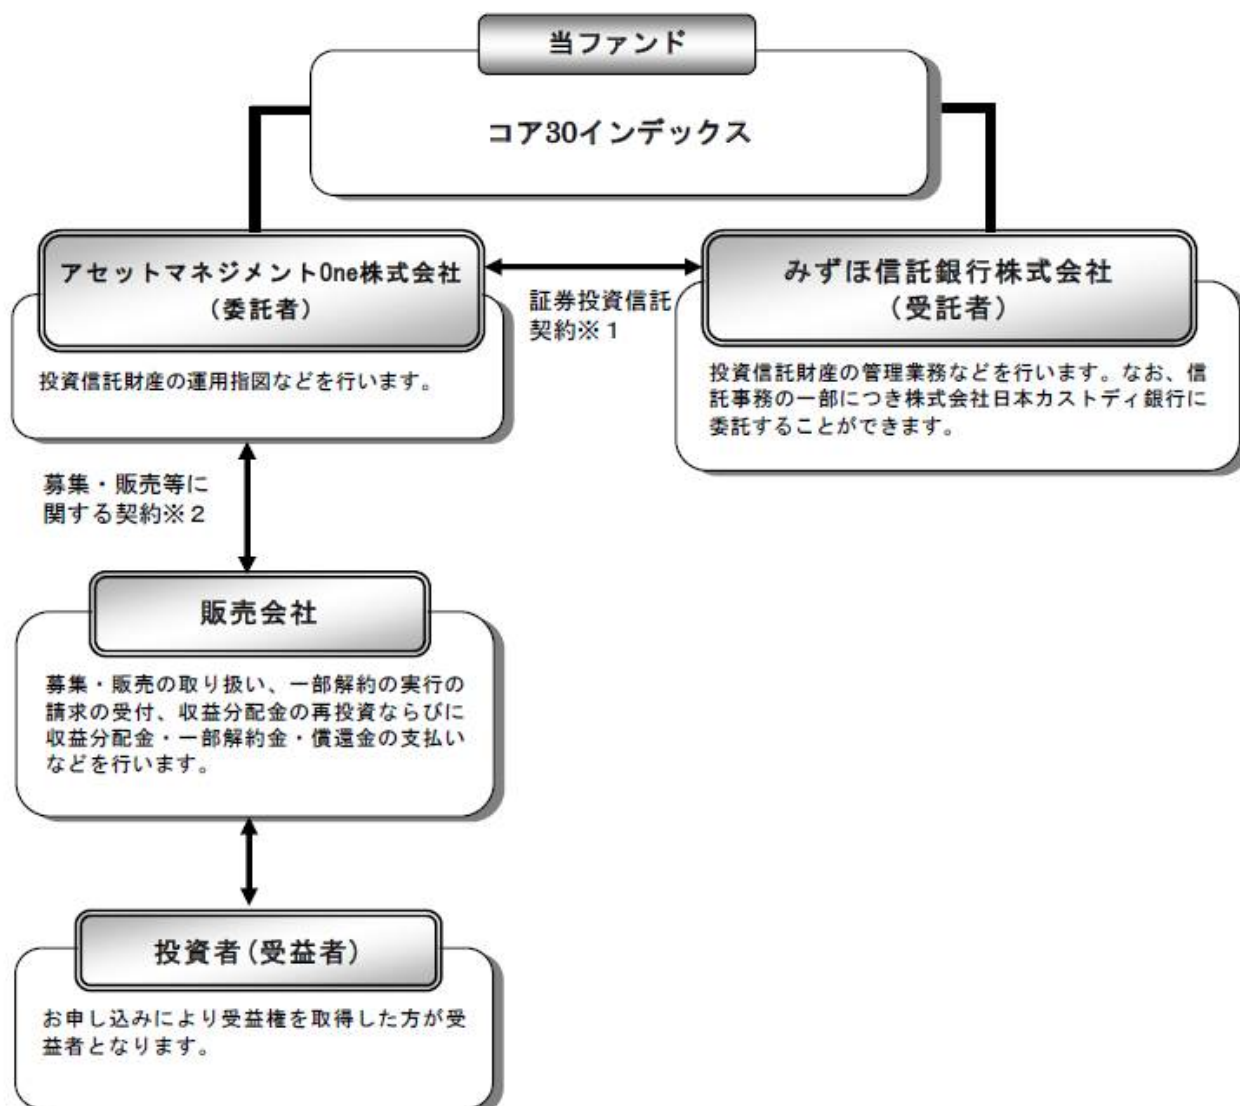 当ファンド
コア30インデックス
アセットマネジメントOne株式会社
（委託者）
投資信託財産の運用指図などを行います。
証券投資信託
契約※１
みずほ信託銀行株式会社
（受託者）
投資信託財産の管理業務などを行います。なお、信
託事務の一部につき株式会社日本カストディ銀行に
委託することができます。
募集・販売等に
関する契約※２
販売会社
募集・販売の取り扱い、一部解約の実行の
請求の受付、収益分配金の再投資ならびに
収益分配金・一部解約金・償還金の支払い
などを行います。
投資者（受益者）
お申し込みにより受益権を取得した方が受
益者となります。